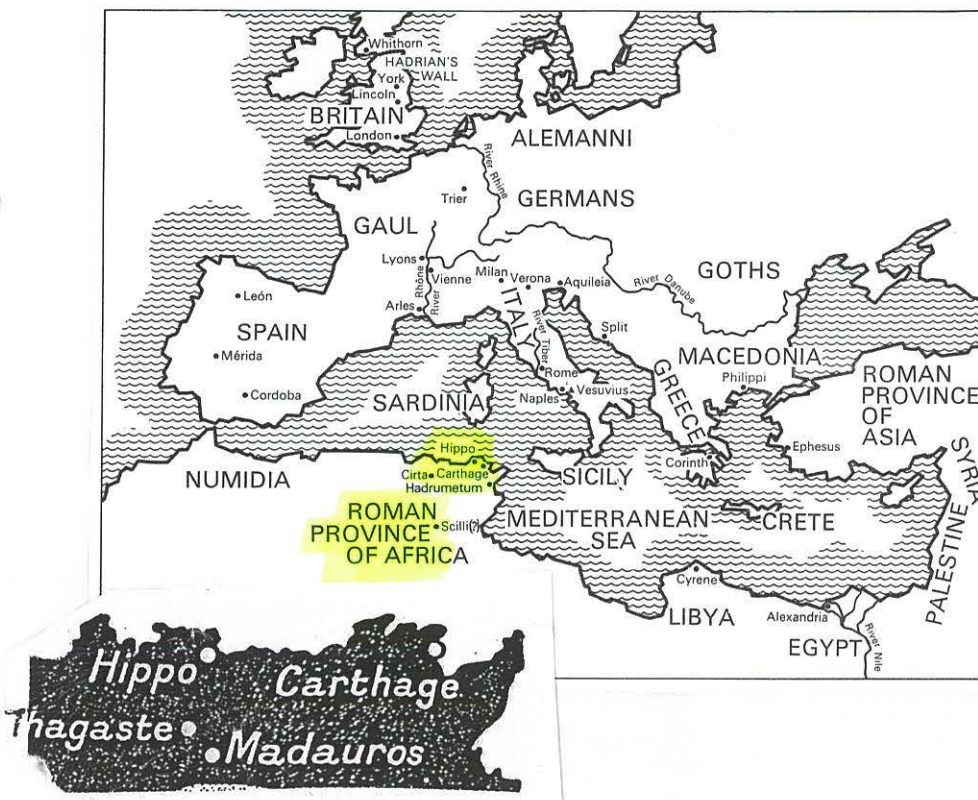 Whithorn
HADRIAN'S
WALL
York
Lincoln
BRITAIN
London
ALEMANNI
River Rhine
Trier
GERMANS
GAUL
Lyons
Vienne
Rhône
River
Milan
Verona
Aquileia
River Danube
GOTHS
León
Arles
ITALY
River Tiber
Split
SPAIN
Mérida
Cordoba
MACEDONIA
Philippi
ROMAN
PROVINCE
OF
ASIA
Rome
Naples
Vesuvius
GREECE
SARDINIA
Ephesus
Corinth
SYRIA
Hippo
Cirta
Carthage
Hadrumetum
NUMIDIA
SICILY
ROMAN
PROVINCE
OF AFRICA
Scilli(?)
MEDITERRANEAN
SEA
CRETE
PALESTINE
Cyrene
LIBYA
Alexandria
EGYPT
River Nile
Hippo
Carthage
Thagaste
Madauros